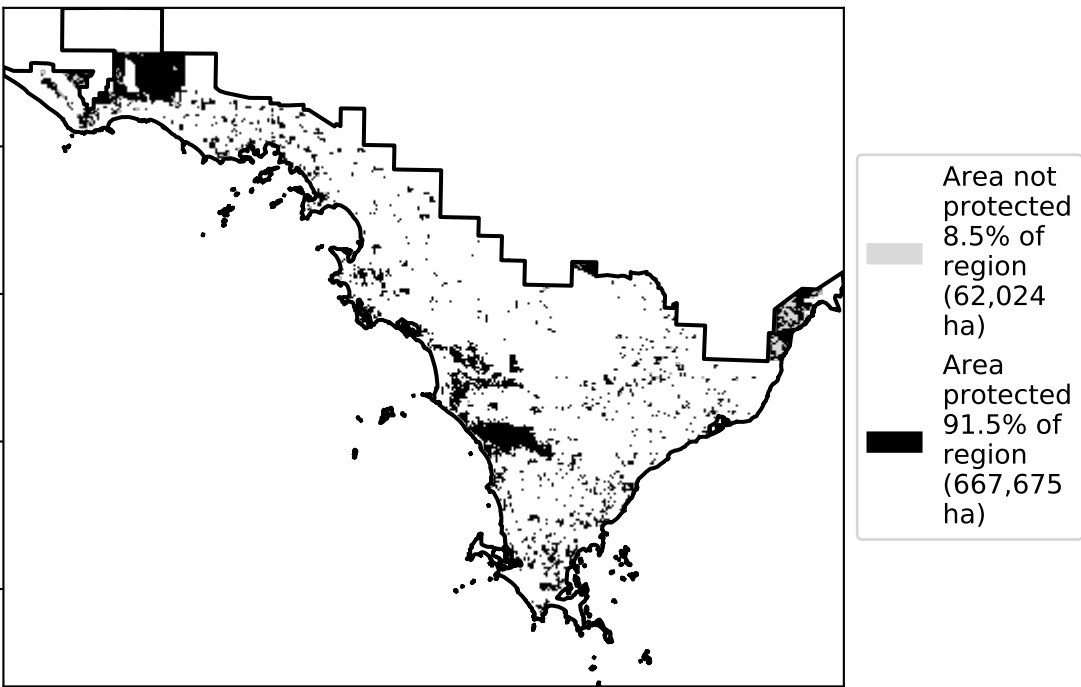 Area not
protected
8.5% of
region
(62,024
ha)
Area
protected
91.5% of
region
(667,675
ha)